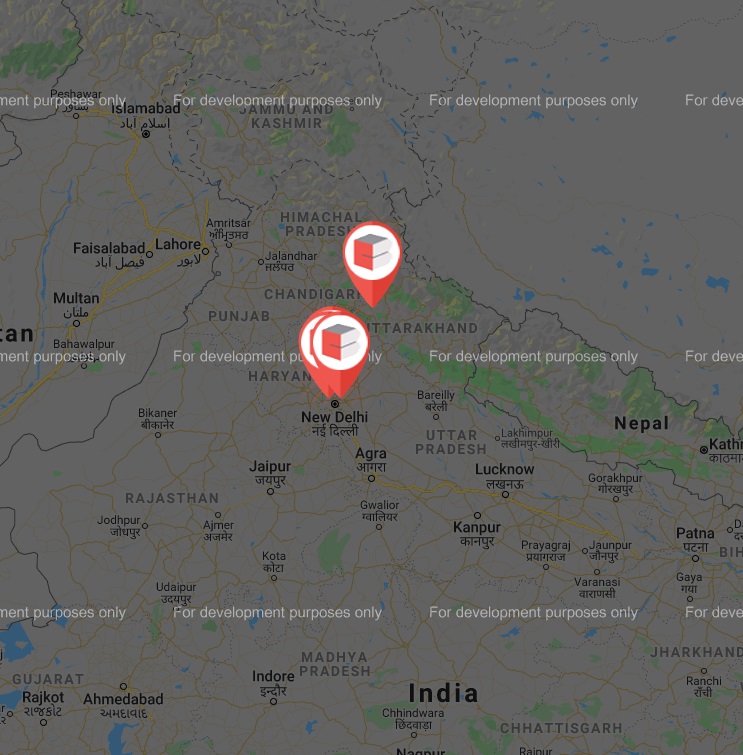 Peshawar
پشاور
Islamabad
اسلام آباد
ment purposes only
For development purposes only
For development purposes only
For deve
JAMMU AND
KASHMIR
HIMACHAL
PRADESH
Amritsar
ਅੰਮ੍ਰਿਤਸਰ
Faisalabad
فیصل آباد
Lahore
لاہور
Jalandhar
ਜਲੰਧਰ
Multan
ملتان
CHANDIGARH
PUNJAB
UTTARAKHAND
tan
Bahawalpur
بہاولپور
ment purposes only
For development purposes only
For development purposes only
For deve
HARYAN
Bikaner
बीकानेर
New Delhi
नई दिल्ली
Bareilly
बरेली
Nepal
Kathm
काठमा
UTTAR
PRADESH
Lakhimpur
लखीमपुर-खीरी
Agra
आगरा
Jaipur
जयपुर
Lucknow
लखनऊ
Gorakhpur
गोरखपुर
RAJASTHAN
Gwalior
ग्वालियर
Jodhpur
जोधपुर
Ajmer
अजमेर
Kanpur
कानपुर
Patna
पटना
BIH
Prayagraj
प्रयागराज
Jaunpur
जौनपुर
Kota
कोटा
Varanasi
वाराणसी
Gaya
गया
Udaipur
उदयपुर
ment purposes only
For development purposes only
For development purposes only
For deve
MADHYA
PRADESH
JHARKHAND
GUJARAT
Rajkot
રાજકોટ
Ahmedabad
અમદાવાદ
Indore
इन्दौर
India
Ranchi
राँची
Chhindwara
छिंदवाड़ा
CHHATTISGARH
Nagpur
Raipur